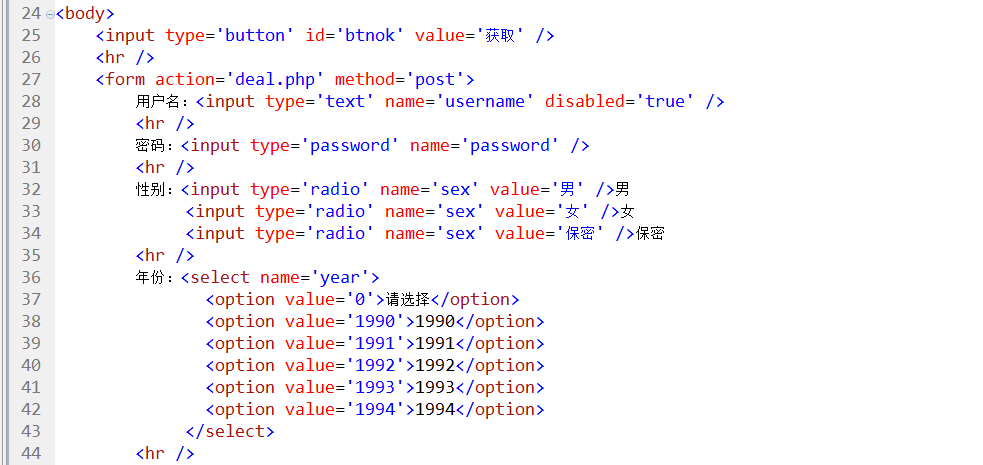 24 <body>
25 <input type='button' id='btnok' value='获取' />
26 <hr />
27 <form action='deal.php' method='post'>
28 用户名：<input type='text' name='username' disabled='true' />
29 <hr />
30 密码：<input type='password' name='password' />
31 <hr />
32 性别：<input type='radio' name='sex' value='男' />男
33 <input type='radio' name='sex' value='女' />女
34 <input type='radio' name='sex' value='保密' />保密
35 <hr />
36 年份：<select name='year'>
37 <option value='0'>请选择</option>
38 <option value='1990'>1990</option>
39 <option value='1991'>1991</option>
40 <option value='1992'>1992</option>
41 <option value='1993'>1993</option>
42 <option value='1994'>1994</option>
43 </select>
44 <hr />